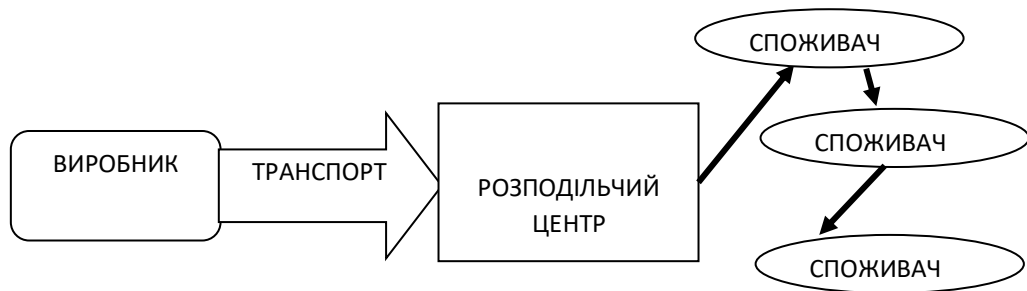 СПОЖИВАЧ
ВИРОБНИК
ТРАНСПОРТ
РОЗПОДІЛЬЧИЙ
ЦЕНТР
СПОЖИВАЧ
СПОЖИВАЧ